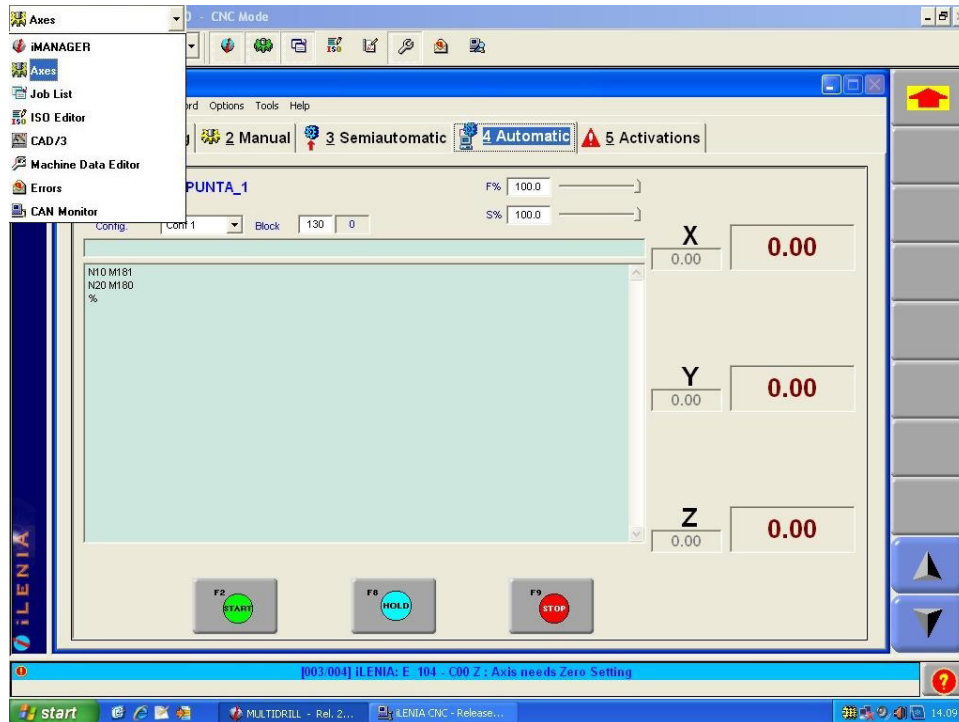 Axes
0 - CNC Mode
iMANAGER
Axes
Job List
ISO Editor
CAD/3
Machine Data Editor
Errors
CAN Monitor
ISO
rd Options Tools Help
g 2 Manual 3 Semiautomatic 4 Automatic 5 Activations
PUNTA_1
F% 100.0
S% 100.0
Config. Conf 1 Block 130 0
X
0.00 0.00
N10 M181
N20 M180
%
Y
0.00 0.00
Z
0.00 0.00
F2 START
F8 HOLD
F9 STOP
iLENIA
[003/004] iLENIA: E 104 - C00 Z : Axis needs Zero Setting
start MULTIDRILL - Rel. 2... iLENIA CNC - Release... 14.09